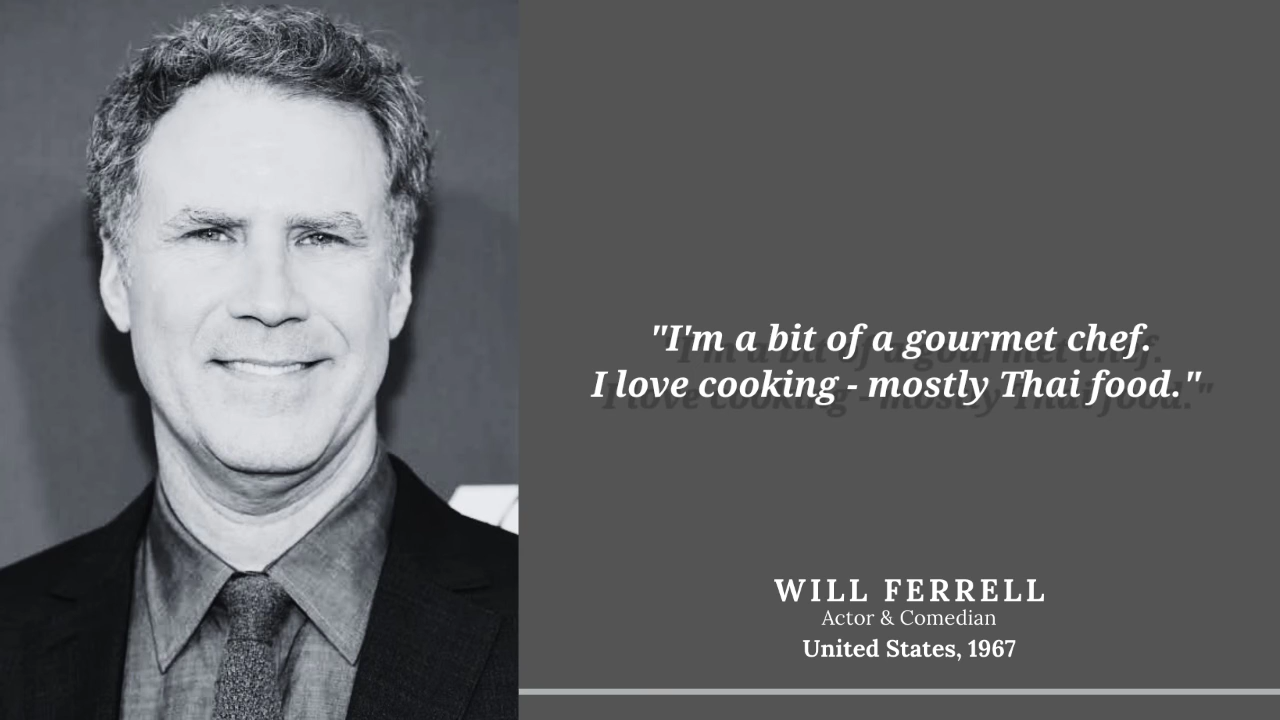 "I'm a bit of a gourmet chef.
I love cooking - mostly Thai food."
WILL FERRELL
Actor & Comedian
United States, 1967